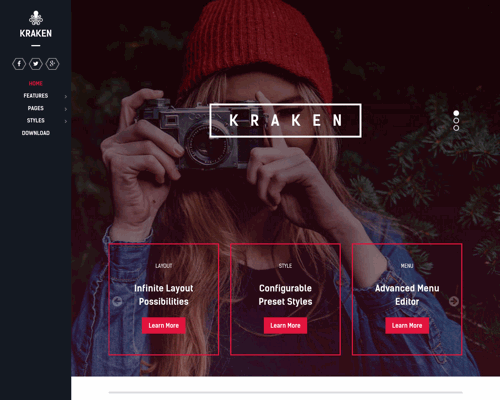 KRAKEN
HOME
FEATURES
PAGES
STYLES
DOWNLOAD
KRAKEN
LAYOUT
Infinite Layout
Possibilities
Learn More
STYLE
Configurable
Preset Styles
Learn More
MENU
Advanced Menu
Editor
Learn More